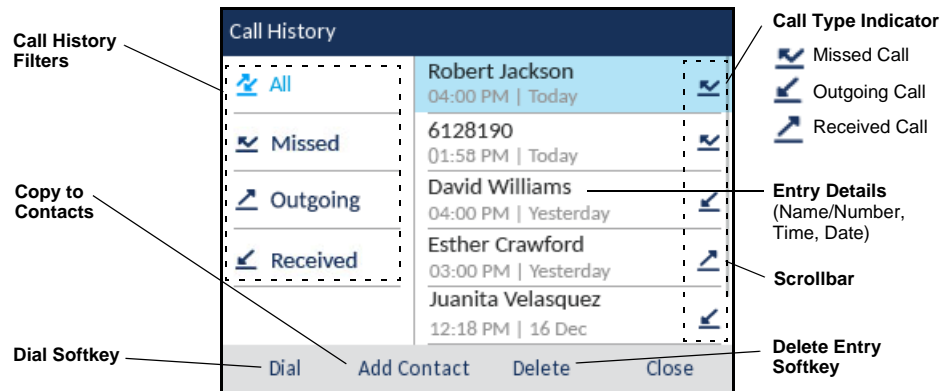 Call History
Call History
Filters
All
Missed
Outgoing
Received
Robert Jackson
04:00 PM | Today
6128190
01:58 PM | Today
David Williams
04:00 PM | Yesterday
Esther Crawford
03:00 PM | Yesterday
Juanita Velasquez
12:18 PM | 16 Dec
Call Type Indicator
Missed Call
Outgoing Call
Received Call
Copy to
Contacts
Entry Details
(Name/Number,
Time, Date)
Scrollbar
Dial Softkey
Dial
Add Contact
Delete
Close
Delete Entry
Softkey